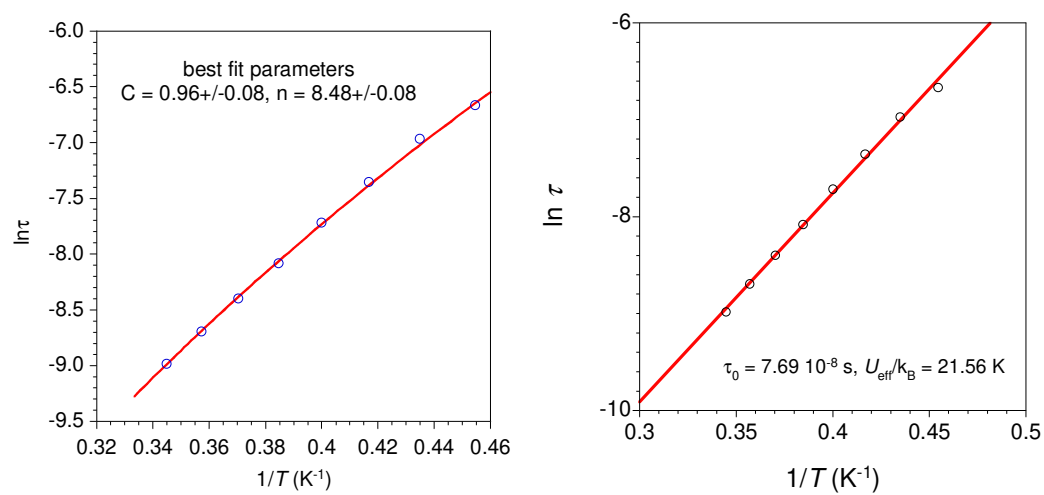 -6.0
-6.5
-7.0
-7.5
-8.0
-8.5
-9.0
-9.5
lnτ
best fit parameters
C = 0.96+/-0.08, n = 8.48+/-0.08
0.32 0.34 0.36 0.38 0.4 0.42 0.44 0.46
1/T (K⁻¹)
-6
-8
-10
ln τ
τ₀ = 7.69 10⁻⁸ s, U_eff/k_B = 21.56 K
0.3 0.35 0.4 0.45 0.5
1/T (K⁻¹)